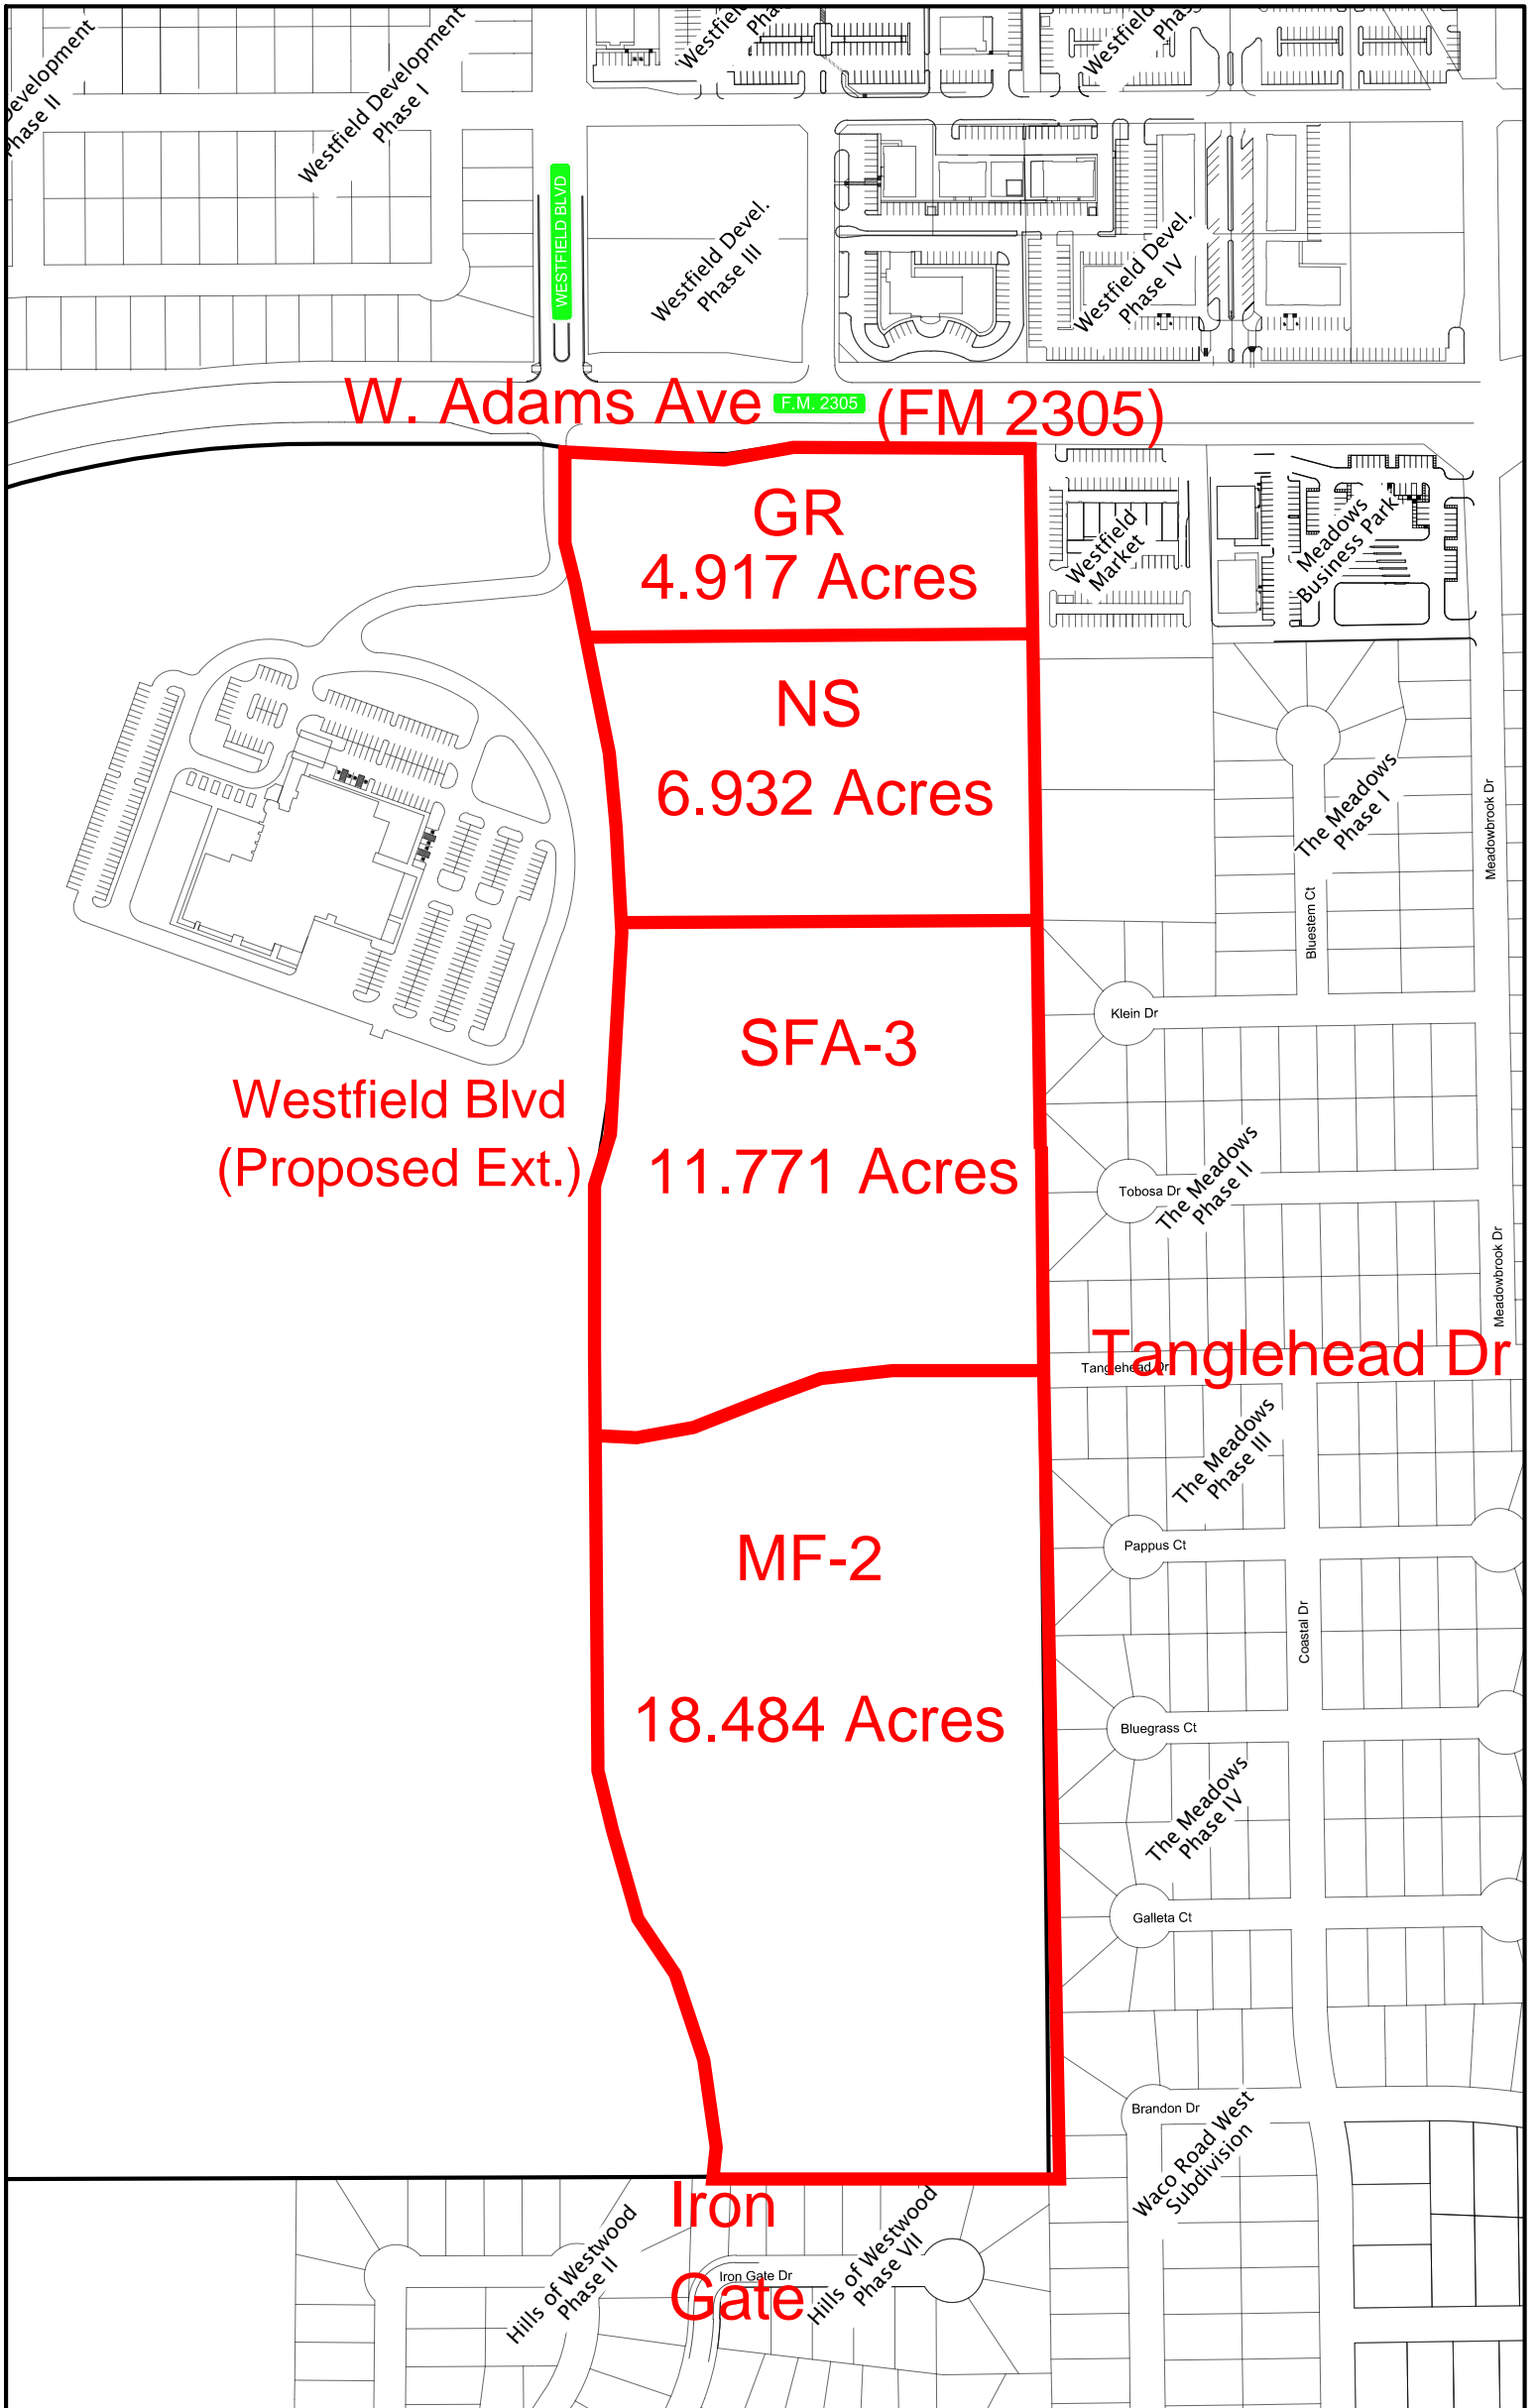 Development
Phase II
Westfield Development
Phase I
Westfield
Westfield
WESTFIELD BLVD
Westfield Devel.
Phase III
Westfield Devel.
Phase IV
W. Adams Ave
F.M. 2305
(FM 2305)
GR
4.917 Acres
Westfield
Market
Meadows
Business Park
NS
6.932 Acres
The Meadows
Phase I
Meadowbrook Dr
Bluestem Ct
Klein Dr
SFA-3
11.771 Acres
Westfield Blvd
(Proposed Ext.)
Tobosa Dr
The Meadows
Phase II
Meadowbrook Dr
Tanglehead Dr
Tanglehead Dr
The Meadows
Phase III
MF-2
18.484 Acres
Pappus Ct
Coastal Dr
Bluegrass Ct
The Meadows
Phase IV
Galleta Ct
Brandon Dr
Waco Road West
Subdivision
Iron
Gate
Iron Gate Dr
Hills of Westwood
Phase II
Hills of Westwood
Phase VII